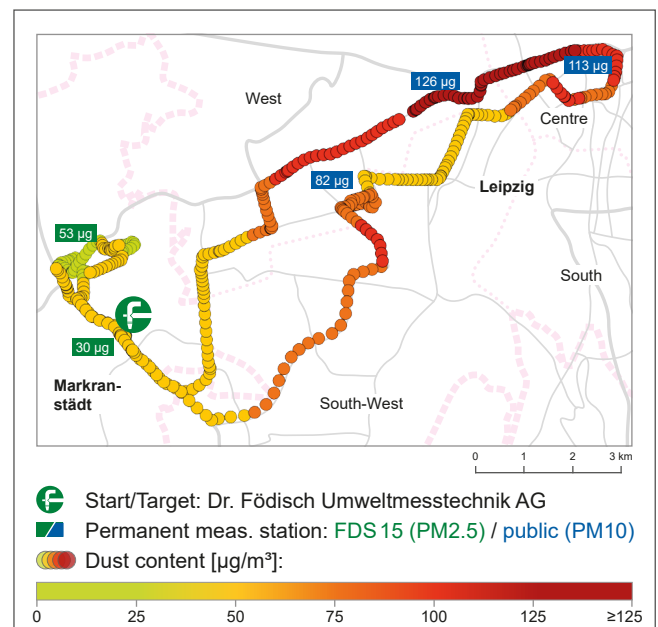 113 µg
126 µg
West
Centre
82 µg
Leipzig
53 µg
South
30 µg
Markran-
städt
South-West
0 1 2 3 km
Start/Target: Dr. Födisch Umweltmesstechnik AG
Permanent meas. station: FDS 15 (PM2.5) / public (PM10)
Dust content [µg/m³]:
0 25 50 75 100 125 ≥125